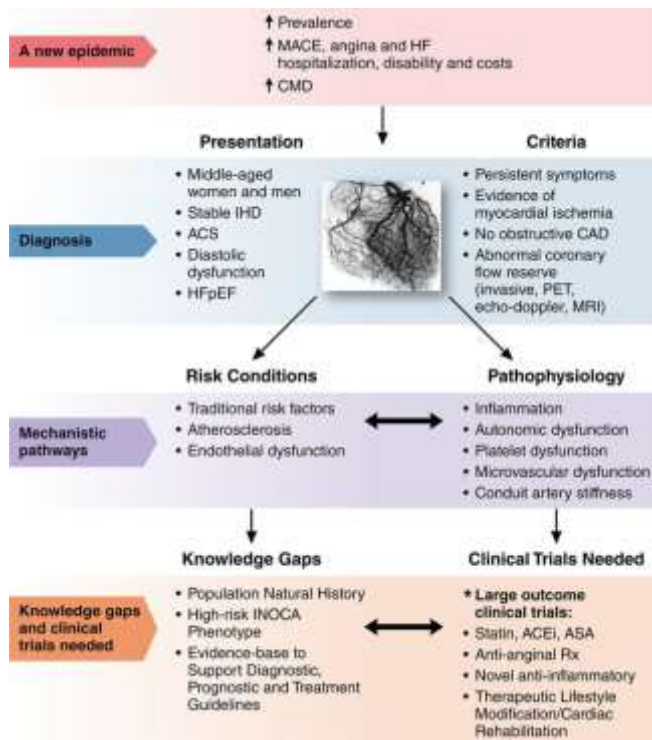 A new epidemic
↑ Prevalence
↑ MACE, angina and HF
hospitalization, disability and costs
↑ CMD
Diagnosis
Presentation
• Middle-aged
women and men
• Stable IHD
• ACS
• Diastolic
dysfunction
• HFpEF
Criteria
• Persistent symptoms
• Evidence of
myocardial ischemia
• No obstructive CAD
• Abnormal coronary
flow reserve
(invasive, PET,
echo-doppler, MRI)
Mechanistic
pathways
Risk Conditions
• Traditional risk factors
• Atherosclerosis
• Endothelial dysfunction
Pathophysiology
• Inflammation
• Autonomic dysfunction
• Platelet dysfunction
• Microvascular dysfunction
• Conduit artery stiffness
Knowledge gaps
and clinical
trials needed
Knowledge Gaps
• Population Natural History
• High-risk INOCA
Phenotype
• Evidence-base to
Support Diagnostic,
Prognostic and Treatment
Guidelines
Clinical Trials Needed
* Large outcome
clinical trials:
• Statin, ACEi, ASA
• Anti-anginal Rx
• Novel anti-inflammatory
• Therapeutic Lifestyle
Modification/Cardiac
Rehabilitation